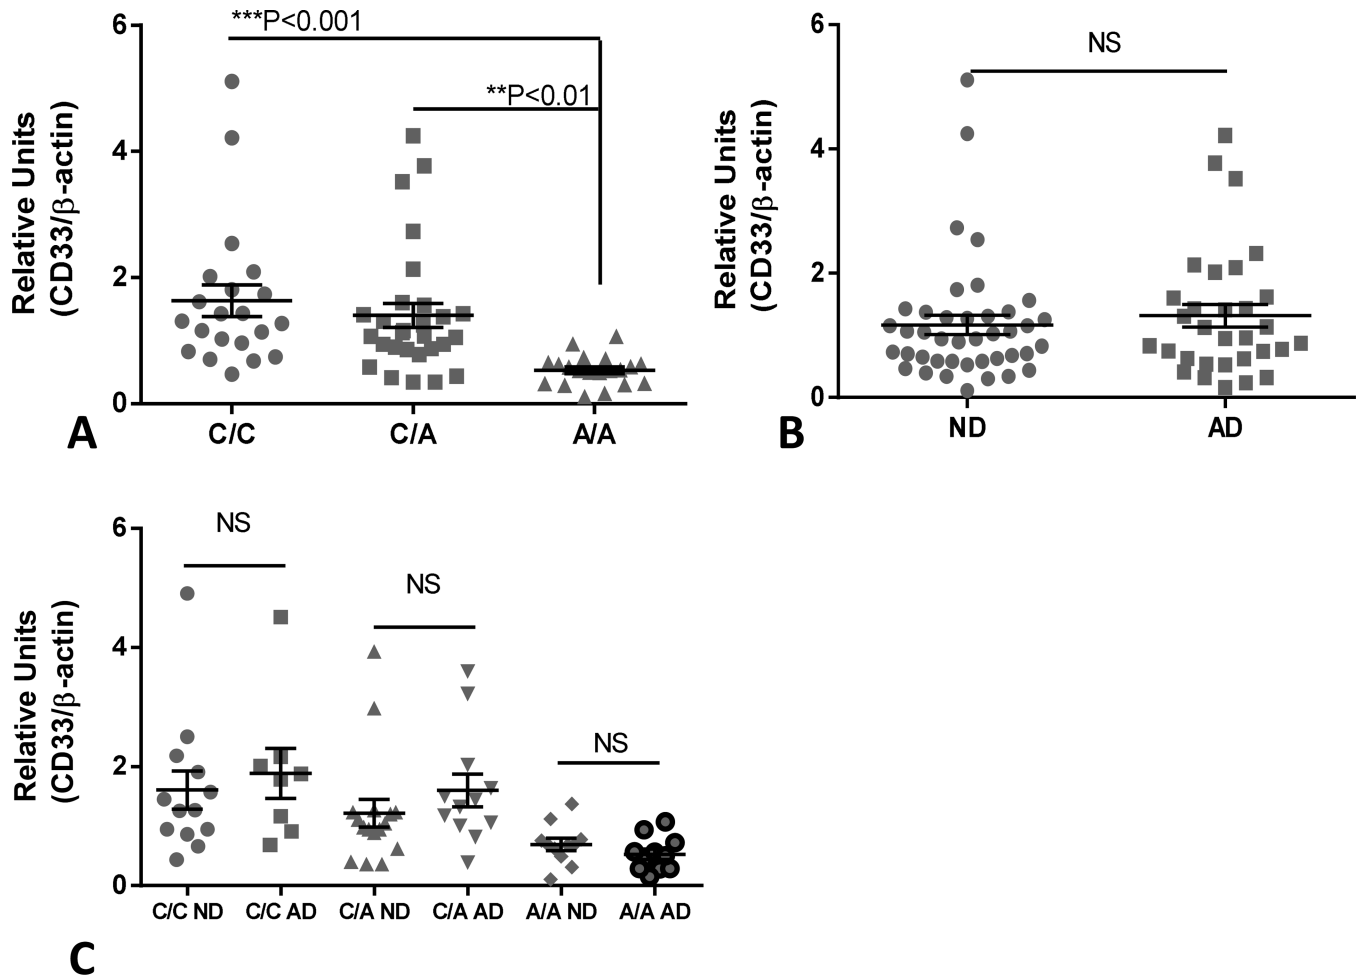 6
4
2
0
Relative Units
(CD33/β-actin)
***P<0.001
**P<0.01
C/C
C/A
A/A
A
6
4
2
0
Relative Units
(CD33/β-actin)
NS
ND
AD
B
6
4
2
0
Relative Units
(CD33/β-actin)
NS
NS
NS
C/C ND
C/C AD
C/A ND
C/A AD
A/A ND
A/A AD
C